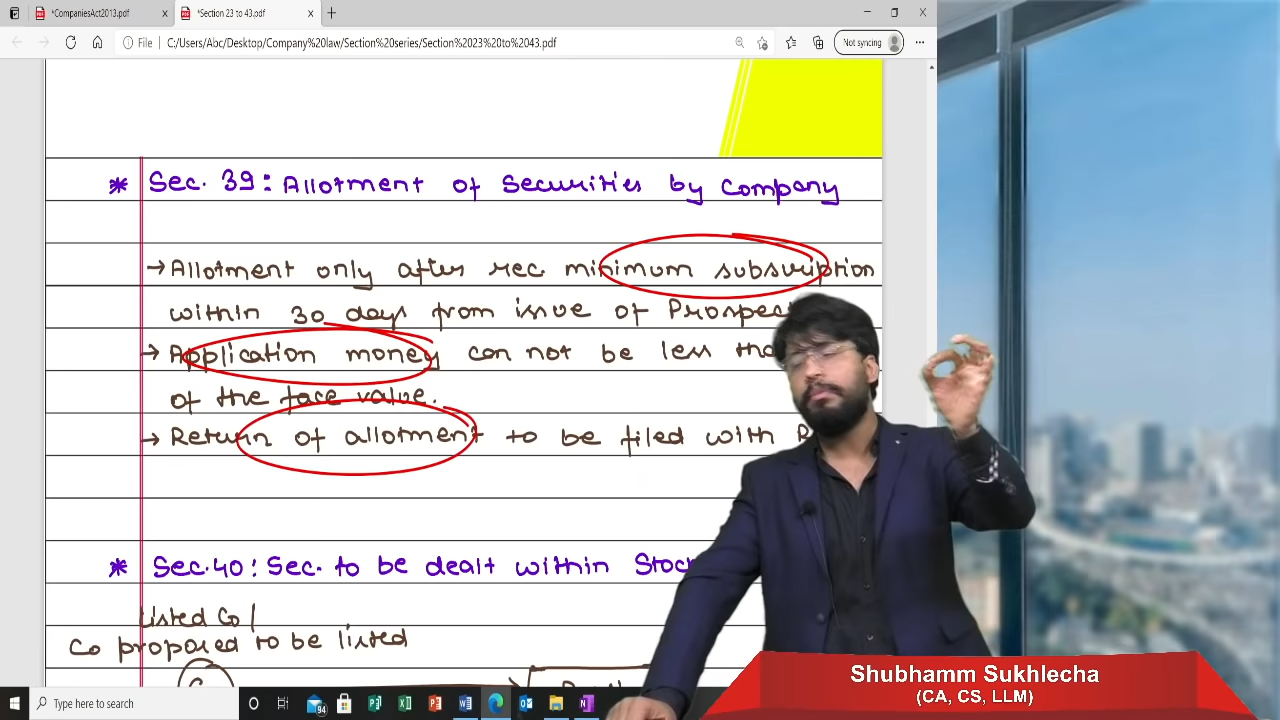 *CompaniesAct2013.pdf
*Section 23 to 43.pdf
File
C:/Users/Abc/Desktop/Company%20law/Section%20series/Section%2023%20to%2043.pdf
Not syncing
* Sec. 39: Allotment of Securities by Company
→ Allotment only after rec. minimum subscription
within 30 days from issue of
→ Application money can not be less
of the face value.
→ Return of allotment to be filed with
* Sec. 40: Sec. to be dealt within
Listed Co /
Co proposed to be listed
Shubhamm Sukhlecha
(CA, CS, LLM)
Type here to search
94